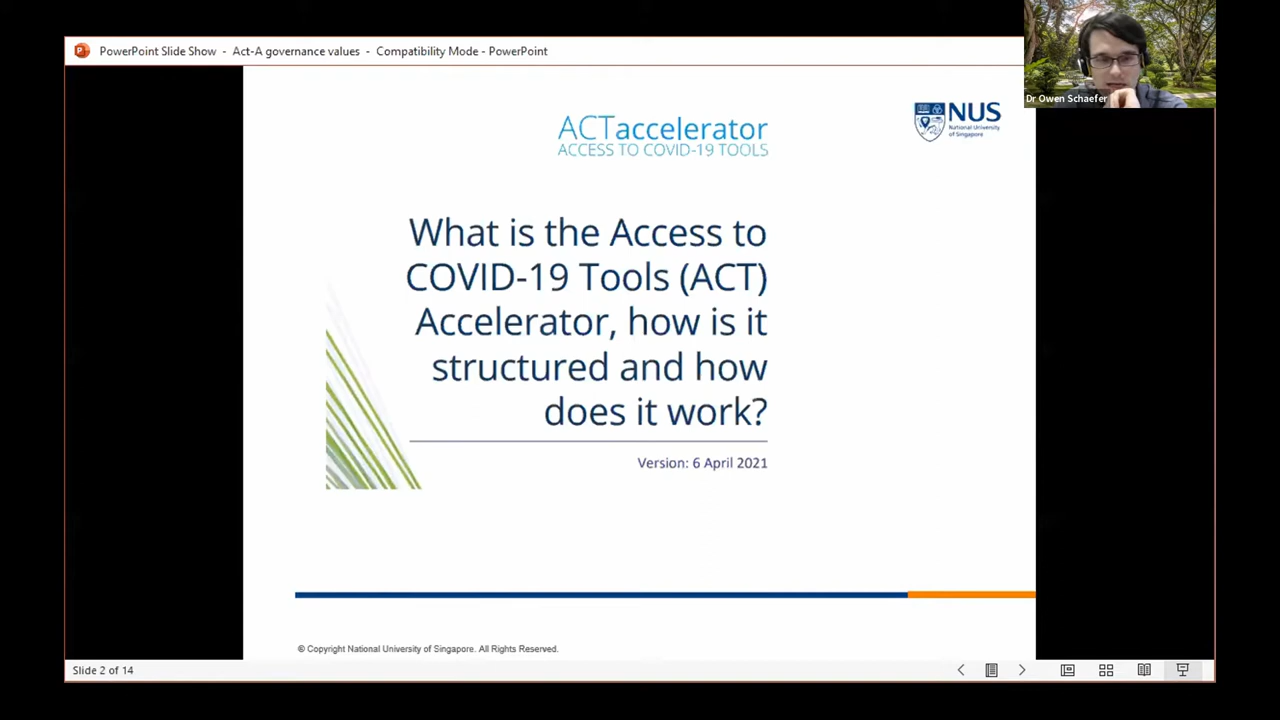 PowerPoint Slide Show - Act-A governance values - Compatibility Mode - PowerPoint
Dr Owen Schaefer
ACTaccelerator
ACCESS TO COVID-19 TOOLS
NUS
National University
of Singapore
What is the Access to
COVID-19 Tools (ACT)
Accelerator, how is it
structured and how
does it work?
Version: 6 April 2021
© Copyright National University of Singapore. All Rights Reserved.
Slide 2 of 14